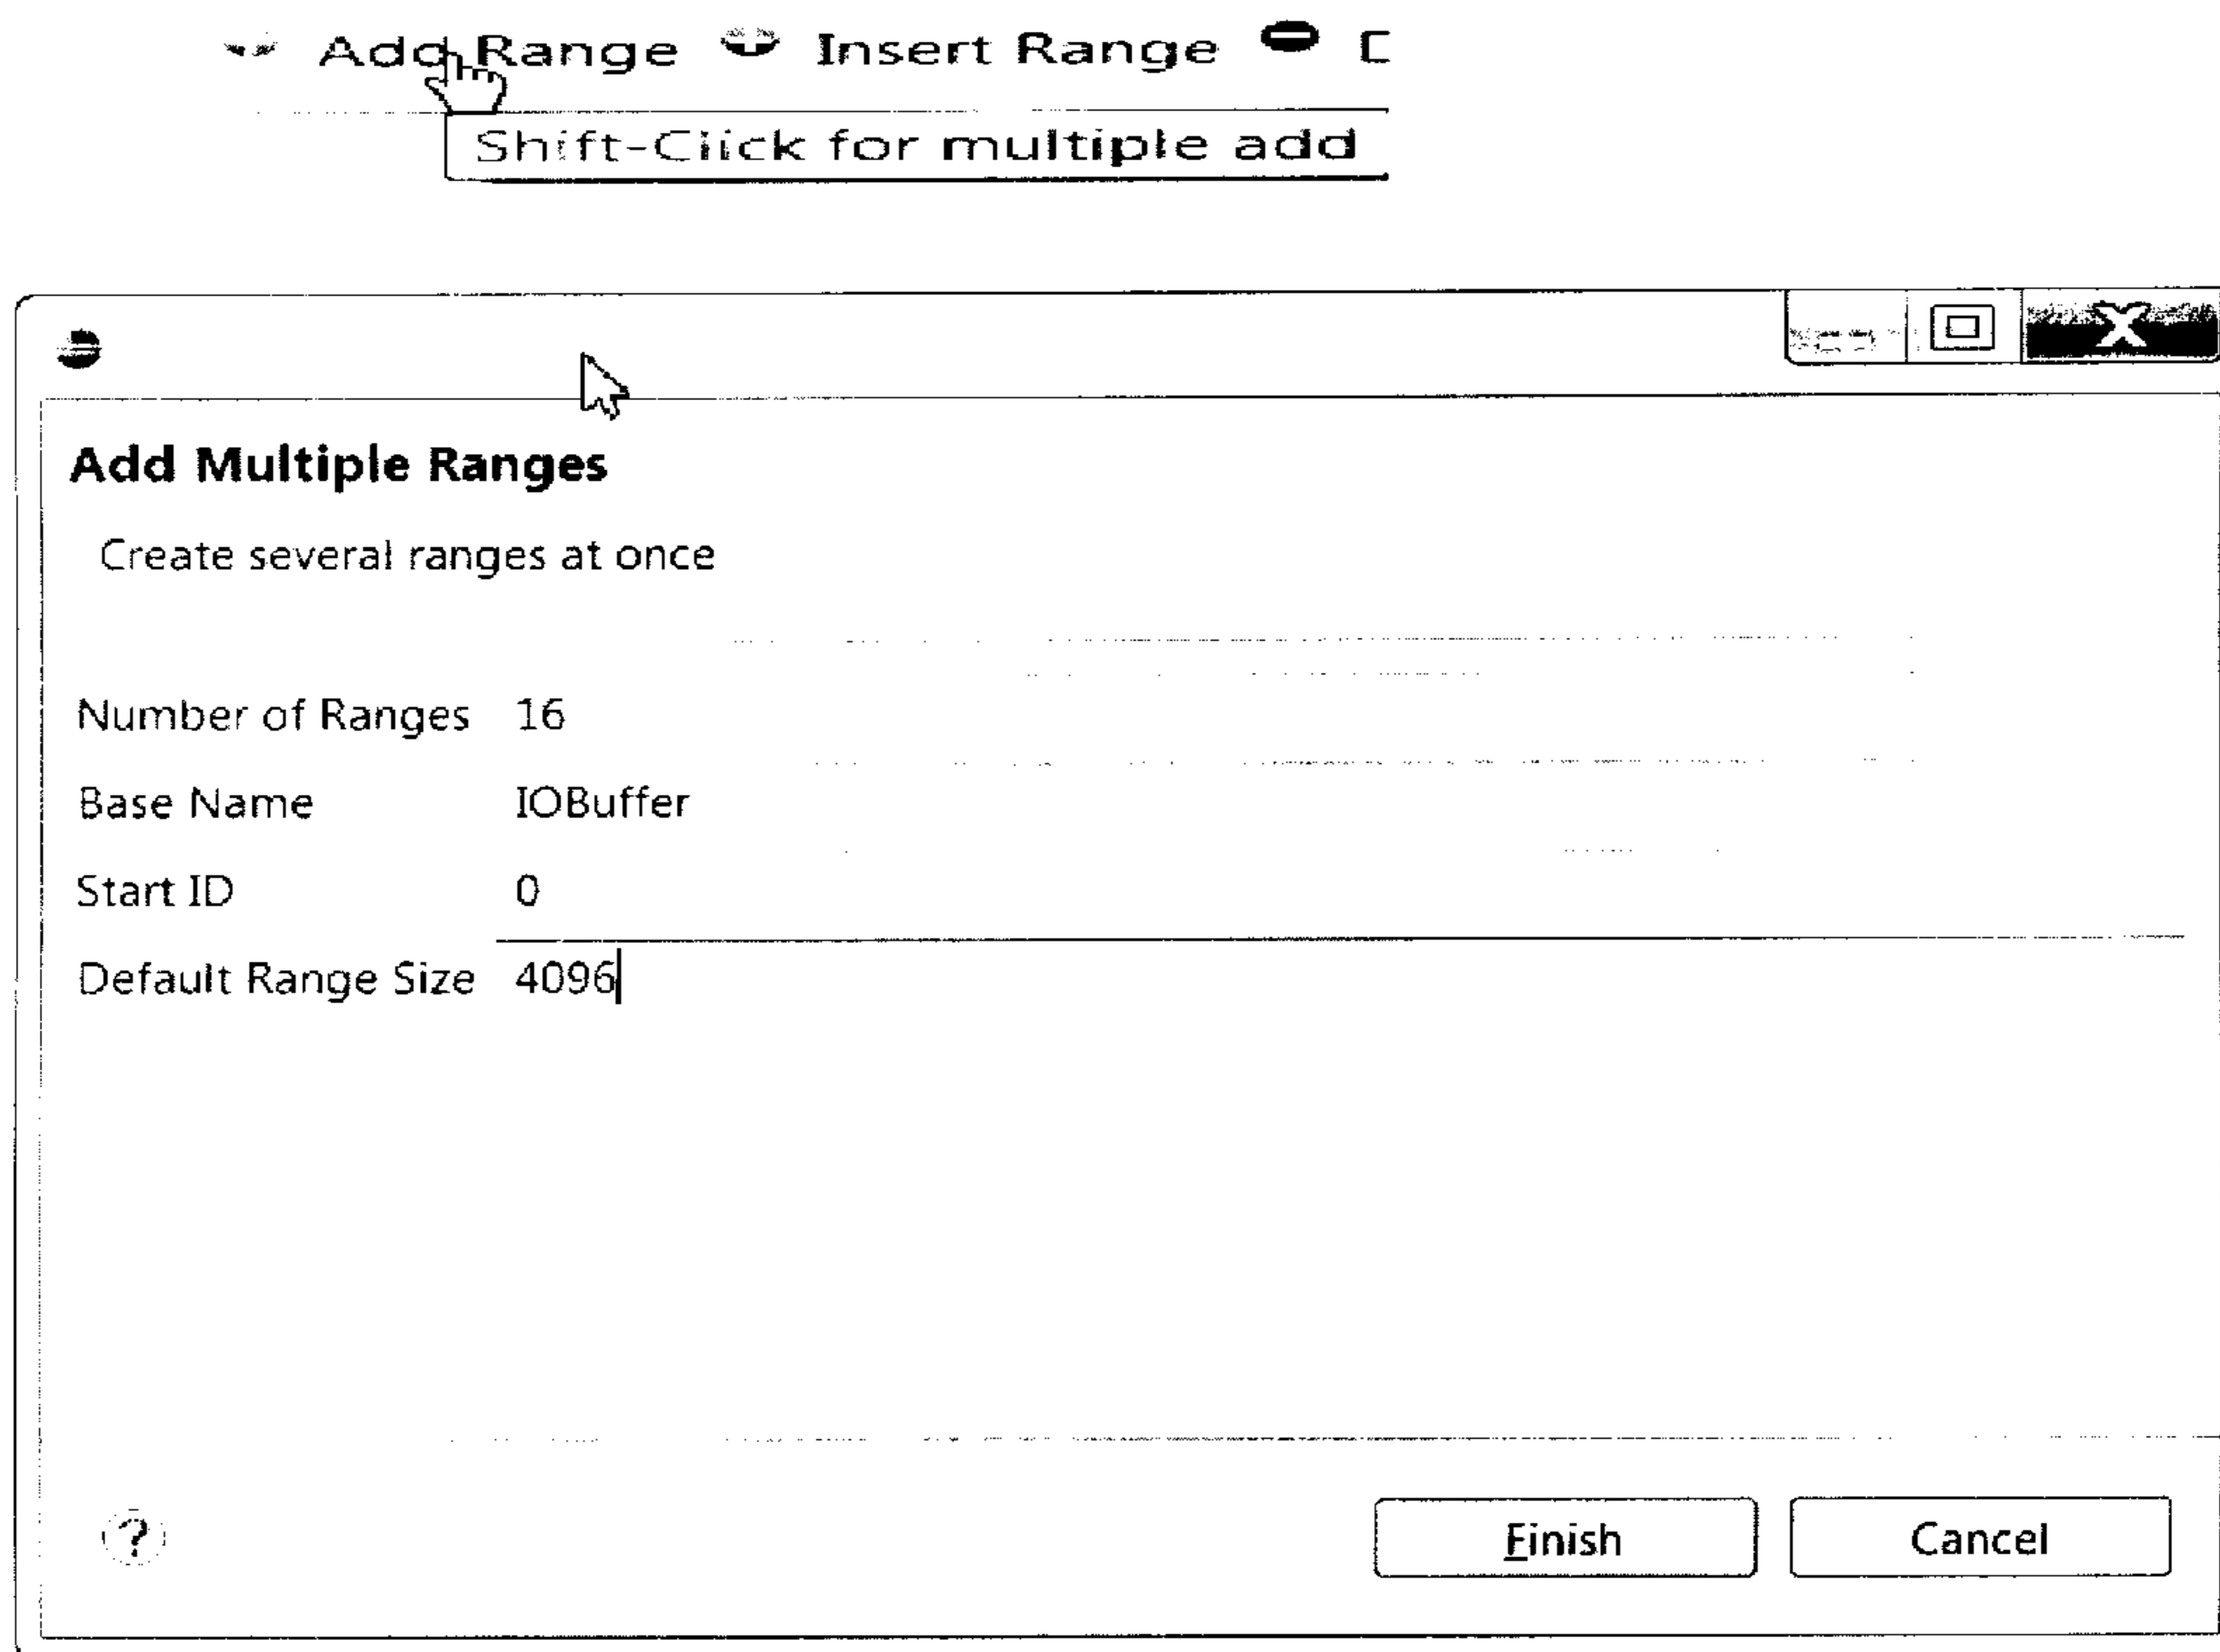 Add Range Insert Range
Shift-Click for multiple add
Add Multiple Ranges
Create several ranges at once
Number of Ranges 16
Base Name IOBuffer
Start ID 0
Default Range Size 4096
? Finish Cancel